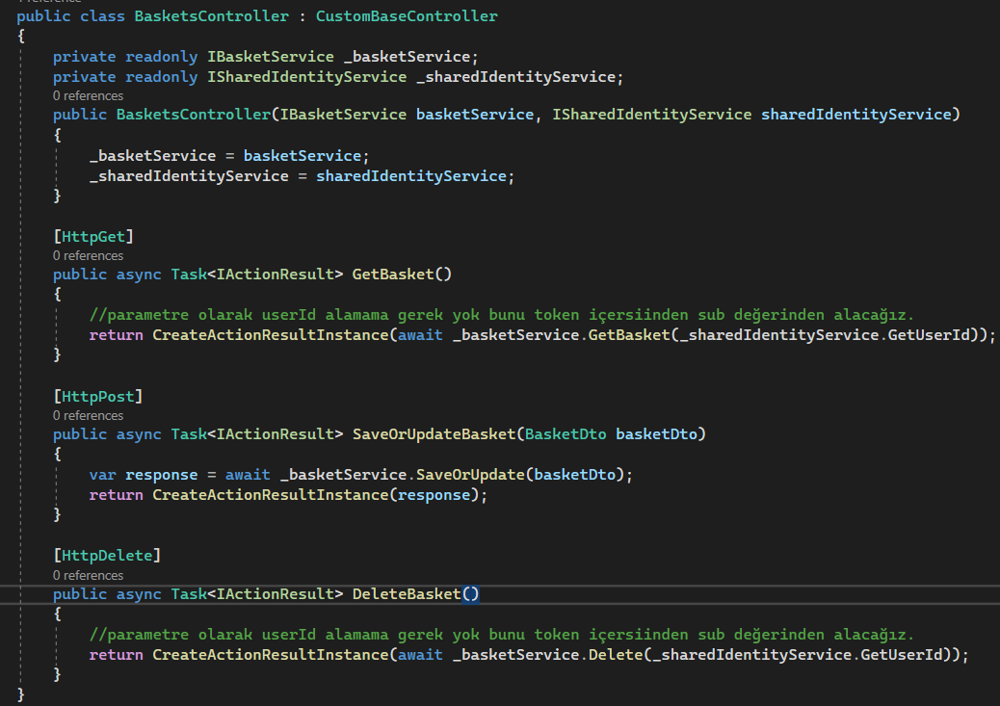 1 reference
public class BasketsController : CustomBaseController
{
    private readonly IBasketService _basketService;
    private readonly ISharedIdentityService _sharedIdentityService;
    0 references
    public BasketsController(IBasketService basketService, ISharedIdentityService sharedIdentityService)
    {
        _basketService = basketService;
        _sharedIdentityService = sharedIdentityService;
    }
    [HttpGet]
    0 references
    public async Task<IActionResult> GetBasket()
    {
        //parametre olarak userId alamama gerek yok bunu token içersiinden sub değerinden alacağız.
        return CreateActionResultInstance(await _basketService.GetBasket(_sharedIdentityService.GetUserId));
    }
    [HttpPost]
    0 references
    public async Task<IActionResult> SaveOrUpdateBasket(BasketDto basketDto)
    {
        var response = await _basketService.SaveOrUpdate(basketDto);
        return CreateActionResultInstance(response);
    }
    [HttpDelete]
    0 references
    public async Task<IActionResult> DeleteBasket()
    {
        //parametre olarak userId alamama gerek yok bunu token içersiinden sub değerinden alacağız.
        return CreateActionResultInstance(await _basketService.Delete(_sharedIdentityService.GetUserId));
    }
}